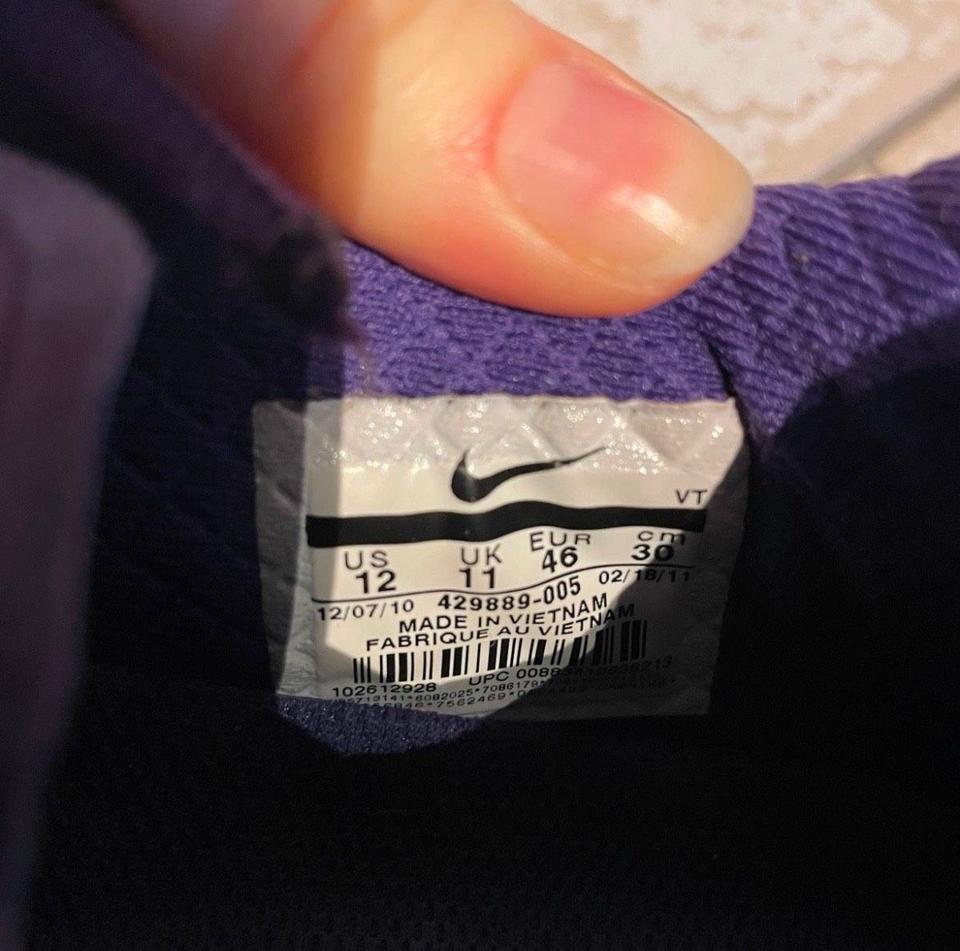 VT
US UK EUR cm
12 11 46 30
12/07/10 429889-005 02/18/11
MADE IN VIETNAM
FABRIQUE AU VIETNAM
102612928 UPC